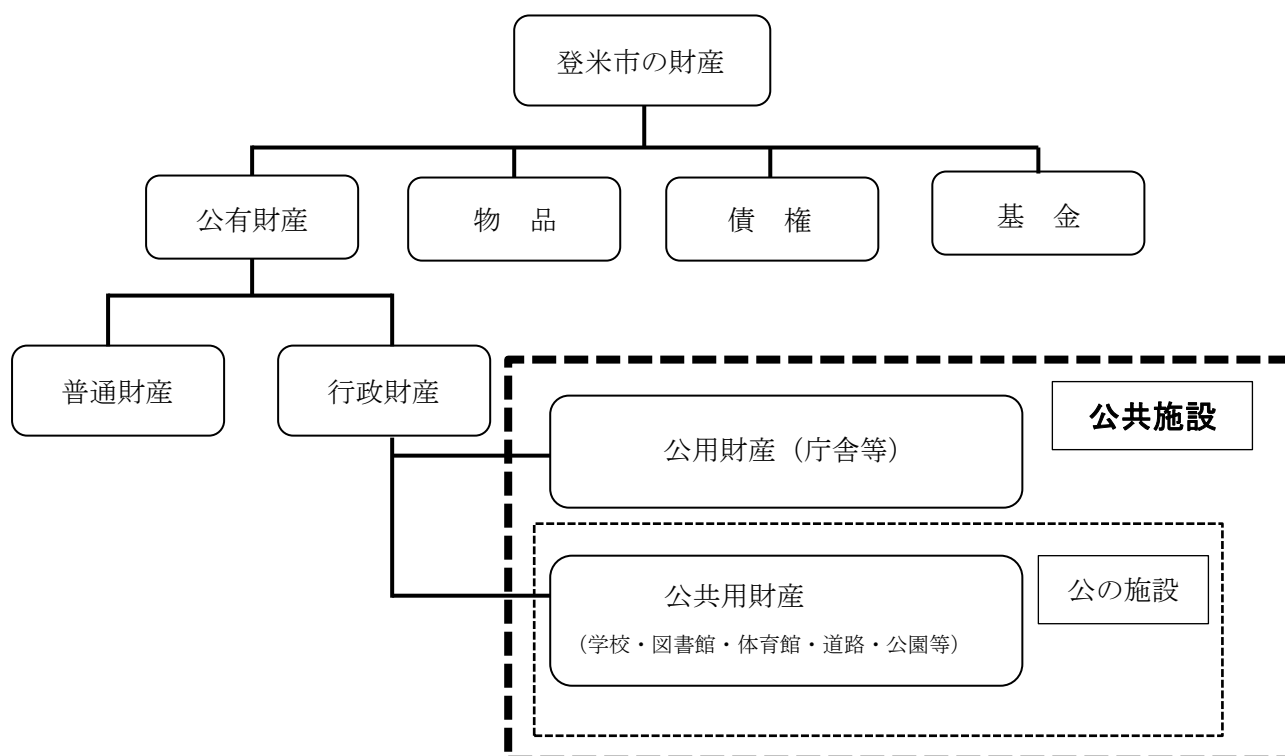 登米市の財産
公有財産
物　品
債　権
基　金
普通財産
行政財産
公共施設
公用財産（庁舎等）
公共用財産
公の施設
（学校・図書館・体育館・道路・公園等）